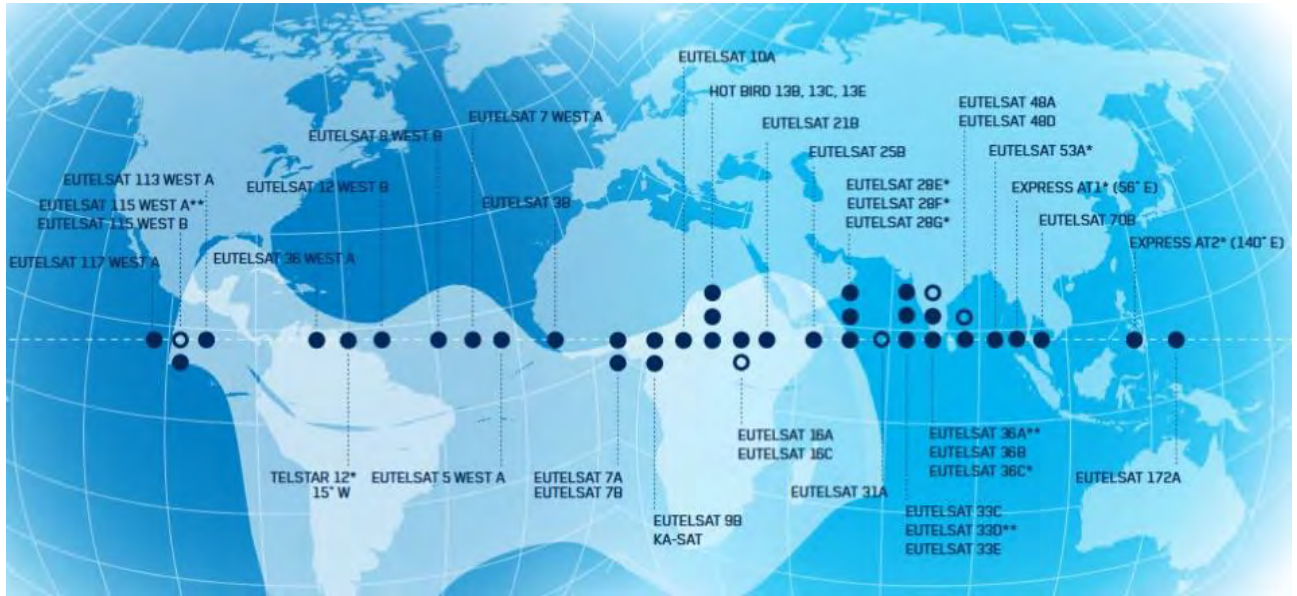 EUTELSAT 10A
HOT BIRD 13B, 13C, 13E
EUTELSAT 48A
EUTELSAT 48D
EUTELSAT 7 WEST A
EUTELSAT 21B
EUTELSAT 8 WEST B
EUTELSAT 25B
EUTELSAT 53A*
EUTELSAT 113 WEST A
EUTELSAT 12 WEST B
EUTELSAT 28E*
EUTELSAT 28F*
EUTELSAT 28G*
EXPRESS AT1* (56° E)
EUTELSAT 115 WEST A**
EUTELSAT 115 WEST B
EUTELSAT 3B
EUTELSAT 70B
EXPRESS AT2* (140° E)
EUTELSAT 117 WEST A
EUTELSAT 36 WEST A
EUTELSAT 16A
EUTELSAT 16C
EUTELSAT 36A**
EUTELSAT 36B
EUTELSAT 36C*
TELSTAR 12*
15° W
EUTELSAT 5 WEST A
EUTELSAT 7A
EUTELSAT 7B
EUTELSAT 31A
EUTELSAT 172A
EUTELSAT 9B
KA-SAT
EUTELSAT 33C
EUTELSAT 33D**
EUTELSAT 33E